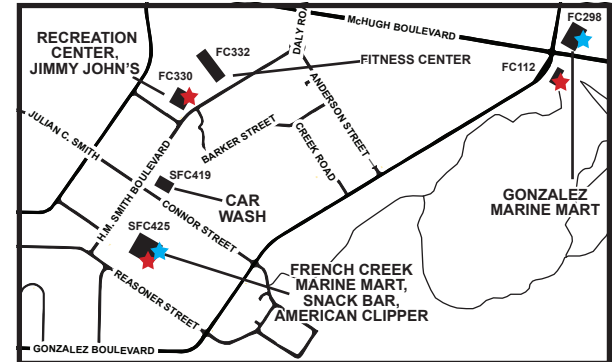 McHUGH BOULEVARD
FC298
DALY ROA
RECREATION
CENTER,
JIMMY JOHN'S
FC332
FITNESS CENTER
FC112
FC330
ANDERSON STREET
JULIAN C. SMITH
BARKER STREET
CREEK ROAD
H.M. SMITH BOULEVARD
SFC419
CAR
WASH
GONZALEZ
MARINE MART
CONNOR STREET
SFC425
FRENCH CREEK
MARINE MART,
SNACK BAR,
AMERICAN CLIPPER
REASONER STREET
GONZALEZ BOULEVARD